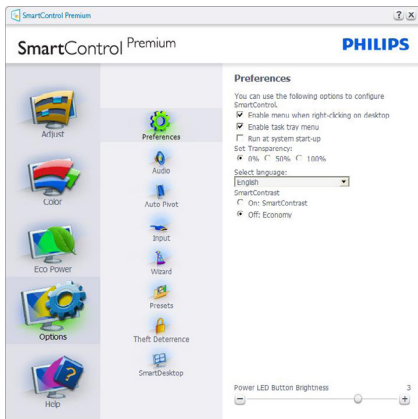 SmartControl Premium
SmartControl Premium
PHILIPS
Adjust
Color
Eco Power
Options
Help
Preferences
Audio
Auto Pivot
Input
Wizard
Presets
Theft Deterrence
SmartDesktop
Preferences
You can use the following options to configure
SmartControl.
Enable menu when right-clicking on desktop
Enable task tray menu
Run at system start-up
Set Transparency:
0% 50% 100%
Select language:
English
SmartContrast
On: SmartContrast
Off: Economy
Power LED Button Brightness 3